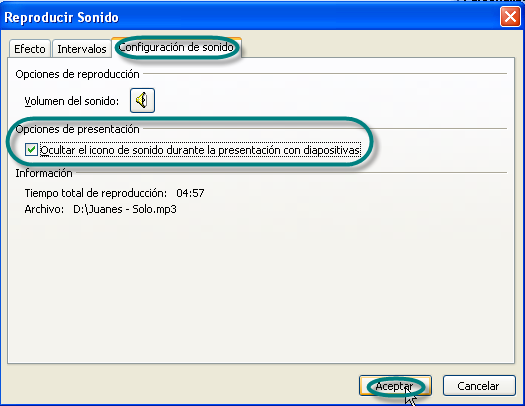 Reproducir Sonido
Efecto Intervalos Configuración de sonido
Opciones de reproducción
Volumen del sonido:
Opciones de presentación
Ocultar el icono de sonido durante la presentación con diapositivas
Información
Tiempo total de reproducción: 04:57
Archivo: D:\Juanes - Solo.mp3
Aceptar Cancelar